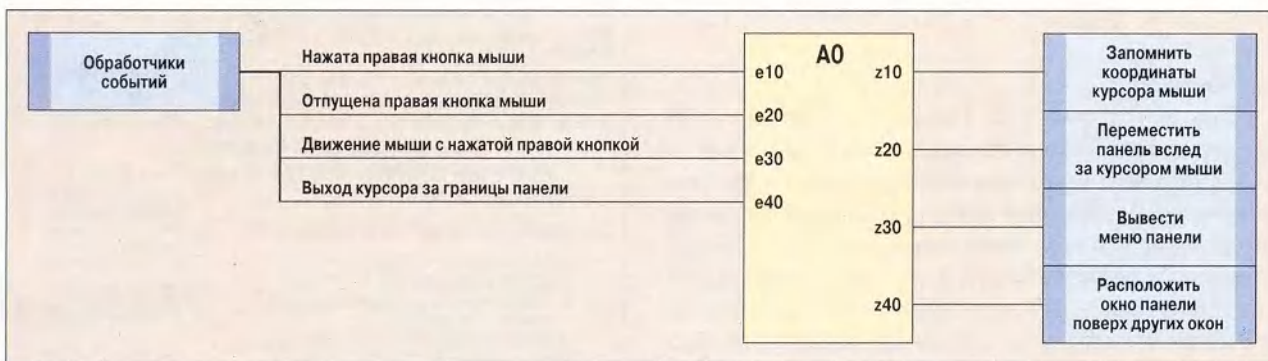 Обработчики
событий
Нажата правая кнопка мыши
Отпущена правая кнопка мыши
Движение мыши с нажатой правой кнопкой
Выход курсора за границы панели
A0
e10
e20
e30
e40
z10
z20
z30
z40
Запомнить
координаты
курсора мыши
Переместить
панель вслед
за курсором мыши
Вывести
меню панели
Расположить
окно панели
поверх других окон